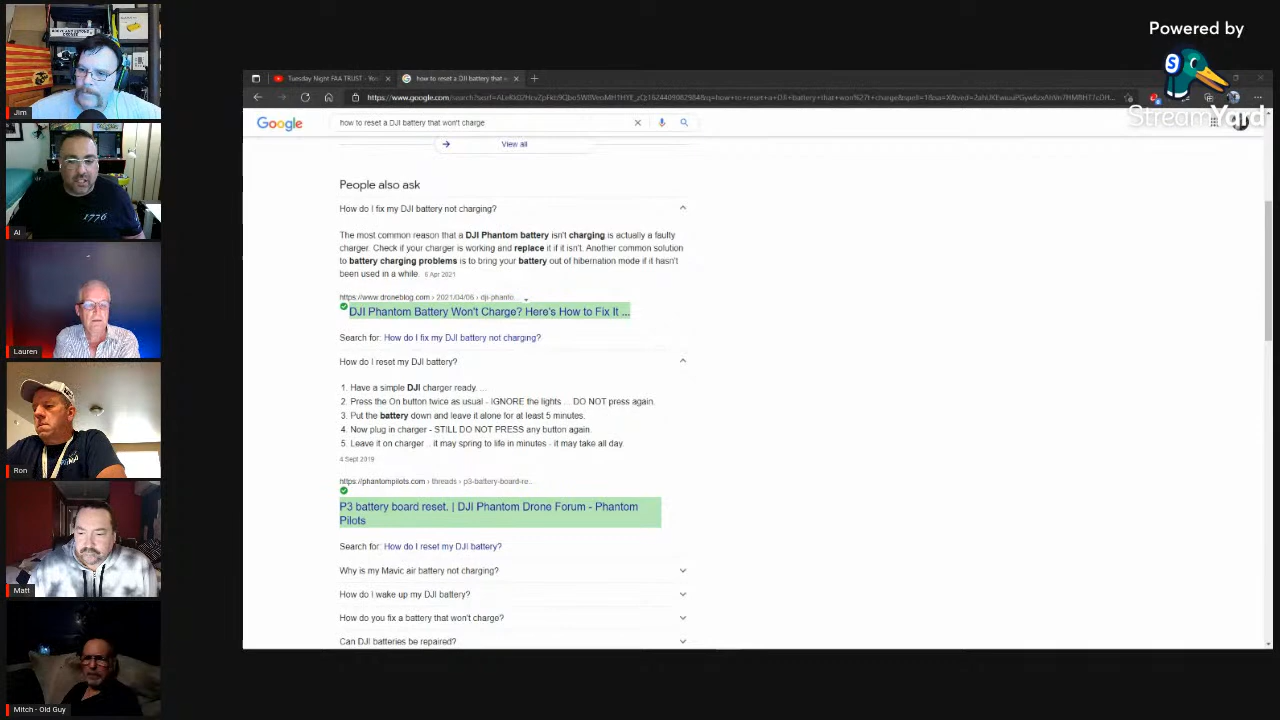 Powered by
StreamYard
Jim
1776
Al
Lauren
Ron
Matt
Mitch - Old Guy
Tuesday Night FAA TRUST - Yo
how to reset a DJI battery that w
Google
how to reset a DJI battery that won't charge
View all
People also ask
How do I fix my DJI battery not charging?
The most common reason that a DJI Phantom battery isn't charging is actually a faulty
charger. Check if your charger is working and replace it if it isn't. Another common solution
to battery charging problems is to bring your battery out of hibernation mode if it hasn't
been used in a while. 6 Apr 2021
https://www.droneblog.com › 2021/04/06 › dji-phanto...
DJI Phantom Battery Won't Charge? Here's How to Fix It ...
Search for: How do I fix my DJI battery not charging?
How do I reset my DJI battery?
1. Have a simple DJI charger ready. ...
2. Press the On button twice as usual - IGNORE the lights ... DO NOT press again.
3. Put the battery down and leave it alone for at least 5 minutes.
4. Now plug in charger - STILL DO NOT PRESS any button again.
5. Leave it on charger .. it may spring to life in minutes - it may take all day.
4 Sept 2019
https://phantompilots.com › threads › p3-battery-board-re...
P3 battery board reset. | DJI Phantom Drone Forum - Phantom
Pilots
Search for: How do I reset my DJI battery?
Why is my Mavic air battery not charging?
How do I wake up my DJI battery?
How do you fix a battery that won't charge?
Can DJI batteries be repaired?